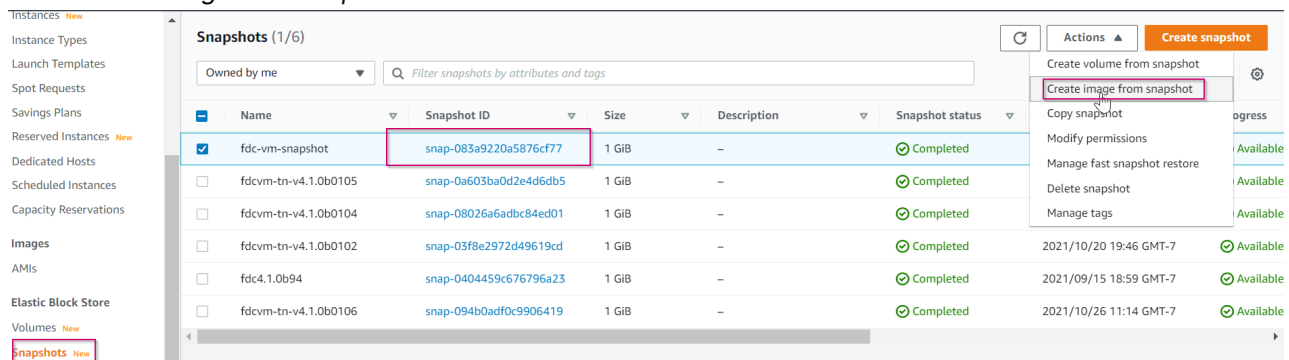 Instances New
Instance Types
Launch Templates
Spot Requests
Savings Plans
Reserved Instances New
Dedicated Hosts
Scheduled Instances
Capacity Reservations
Images
AMIs
Elastic Block Store
Volumes New
Snapshots New
Snapshots (1/6)
Actions
Create snapshot
Owned by me
Filter snapshots by attributes and tags
Create volume from snapshot
Create image from snapshot
Copy snapshot
Modify permissions
Manage fast snapshot restore
Delete snapshot
Manage tags
Name Snapshot ID Size Description Snapshot status ogress
fdc-vm-snapshot snap-083a9220a5876cf77 1 GiB – Completed Available
fdcvm-tn-v4.1.0b0105 snap-0a603ba0d2e4d6db5 1 GiB – Completed Available
fdcvm-tn-v4.1.0b0104 snap-08026a6adbc84ed01 1 GiB – Completed Available
fdcvm-tn-v4.1.0b0102 snap-03f8e2972d49619cd 1 GiB – Completed 2021/10/20 19:46 GMT-7 Available
fdc4.1.0b94 snap-0404459c676796a23 1 GiB – Completed 2021/09/15 18:59 GMT-7 Available
fdcvm-tn-v4.1.0b0106 snap-094b0adf0c9906419 1 GiB – Completed 2021/10/26 11:14 GMT-7 Available